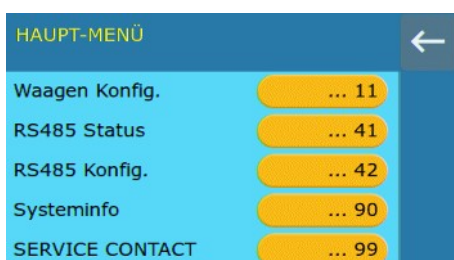 HAUPT-MENÜ
Waagen Konfig. ... 11
RS485 Status ... 41
RS485 Konfig. ... 42
Systeminfo ... 90
SERVICE CONTACT ... 99